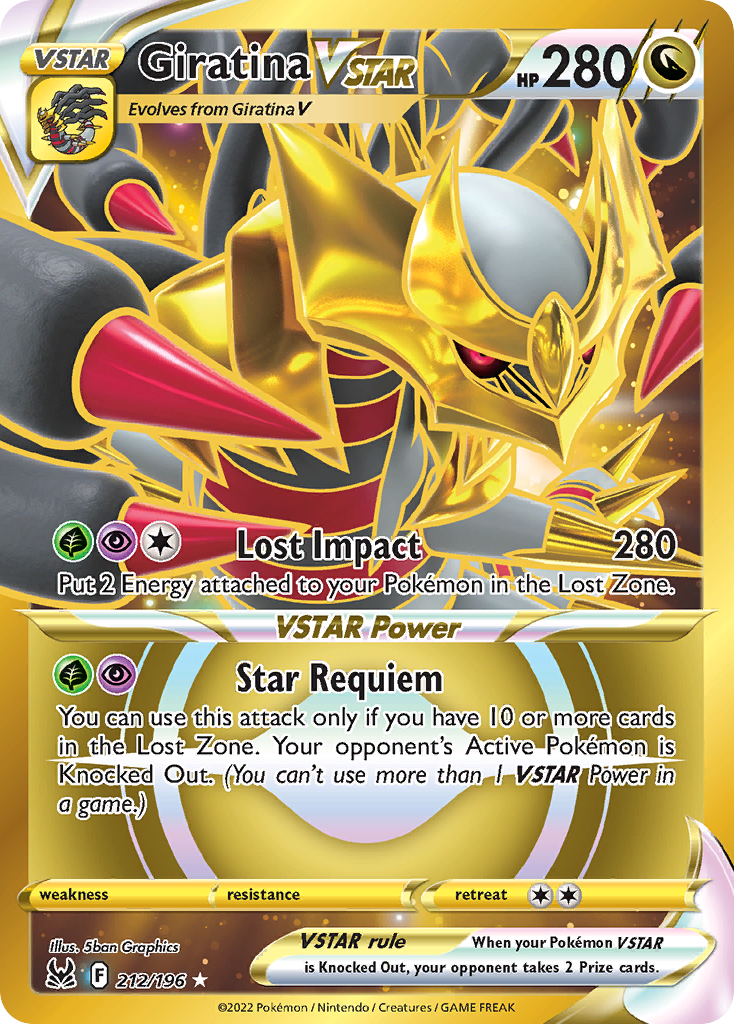 VSTAR
Giratina VSTAR
HP 280
Evolves from Giratina V
Lost Impact 280
Put 2 Energy attached to your Pokémon in the Lost Zone.
VSTAR Power
Star Requiem
You can use this attack only if you have 10 or more cards
in the Lost Zone. Your opponent's Active Pokémon is
Knocked Out. (You can't use more than 1 VSTAR Power in
a game.)
weakness resistance retreat
Illus. 5ban Graphics
F 212/196 ★
VSTAR rule When your Pokémon VSTAR
is Knocked Out, your opponent takes 2 Prize cards.
©2022 Pokémon / Nintendo / Creatures / GAME FREAK